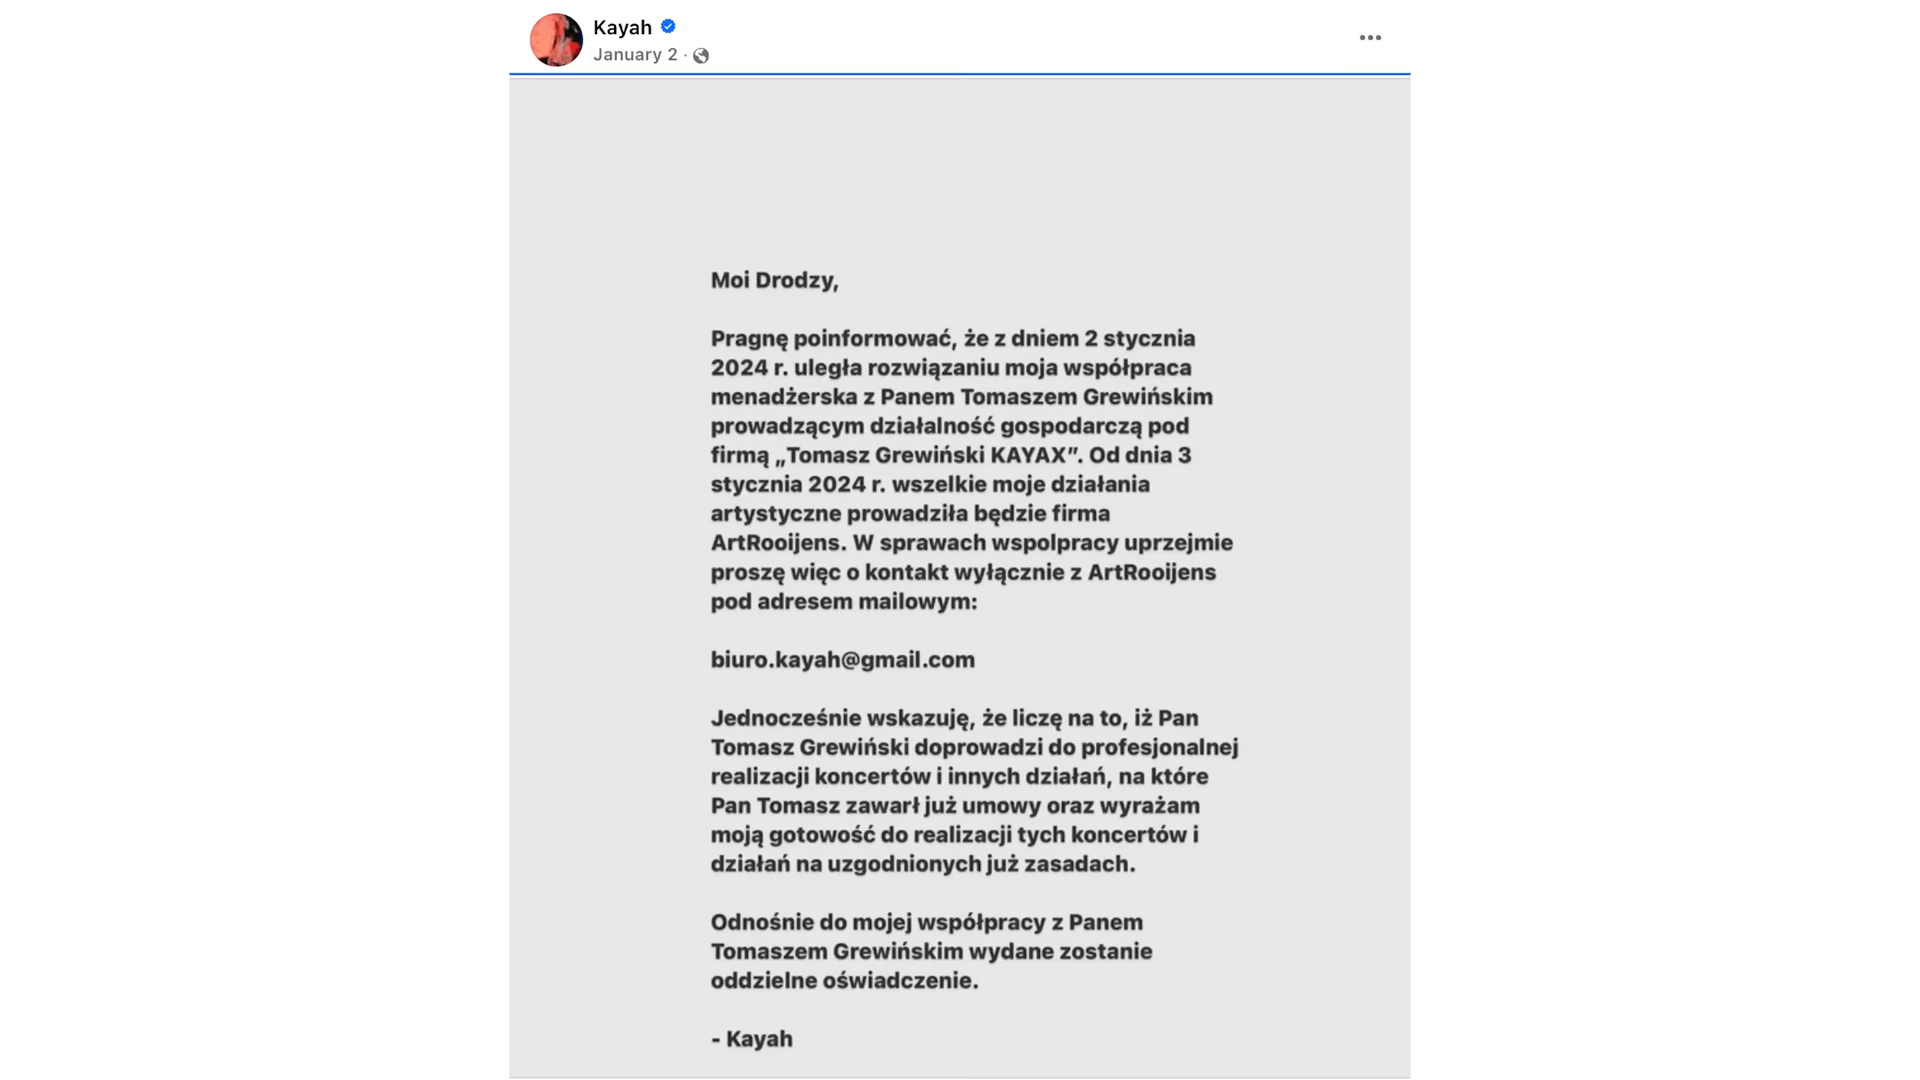 Kayah
January 2 ·
Moi Drodzy,
Pragnę poinformować, że z dniem 2 stycznia
2024 r. uległa rozwiązaniu moja współpraca
menadżerska z Panem Tomaszem Grewińskim
prowadzącym działalność gospodarczą pod
firmą „Tomasz Grewiński KAYAX”. Od dnia 3
stycznia 2024 r. wszelkie moje działania
artystyczne prowadziła będzie firma
ArtRooijens. W sprawach wspolpracy uprzejmie
proszę więc o kontakt wyłącznie z ArtRooijens
pod adresem mailowym:
biuro.kayah@gmail.com
Jednocześnie wskazuję, że liczę na to, iż Pan
Tomasz Grewiński doprowadzi do profesjonalnej
realizacji koncertów i innych działań, na które
Pan Tomasz zawarł już umowy oraz wyrażam
moją gotowość do realizacji tych koncertów i
działań na uzgodnionych już zasadach.
Odnośnie do mojej współpracy z Panem
Tomaszem Grewińskim wydane zostanie
oddzielne oświadczenie.
- Kayah